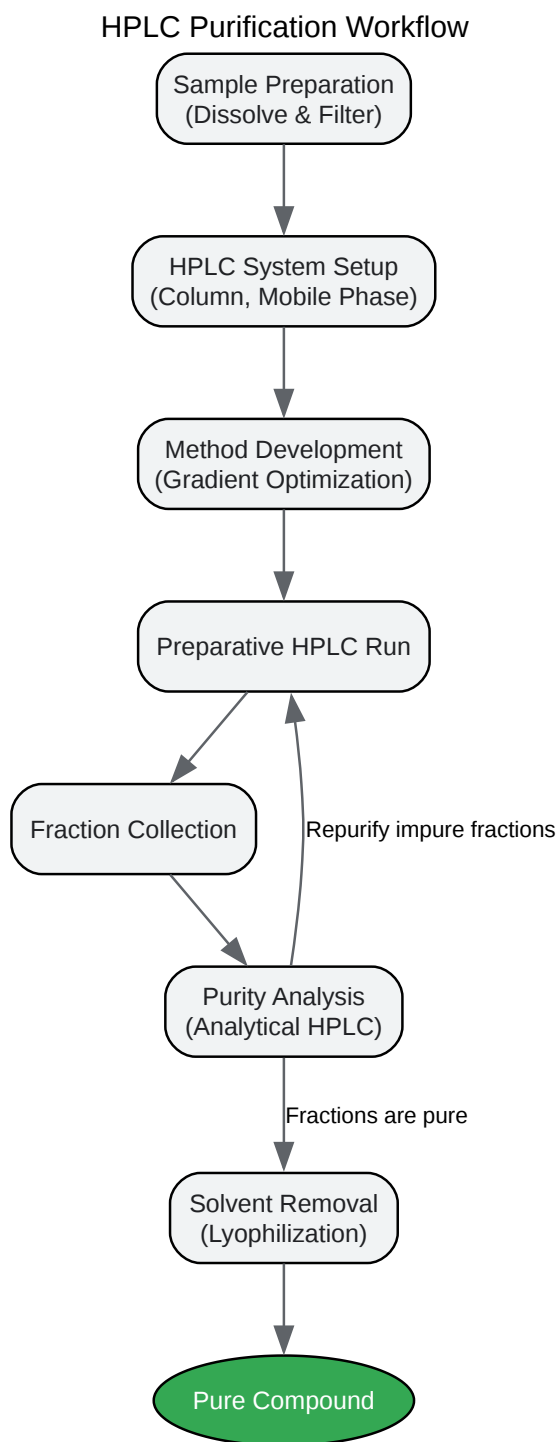 HPLC Purification Workflow
Sample Preparation
(Dissolve & Filter)
HPLC System Setup
(Column, Mobile Phase)
Method Development
(Gradient Optimization)
Preparative HPLC Run
Fraction Collection
Repurify impure fractions
Purity Analysis
(Analytical HPLC)
Fractions are pure
Solvent Removal
(Lyophilization)
Pure Compound